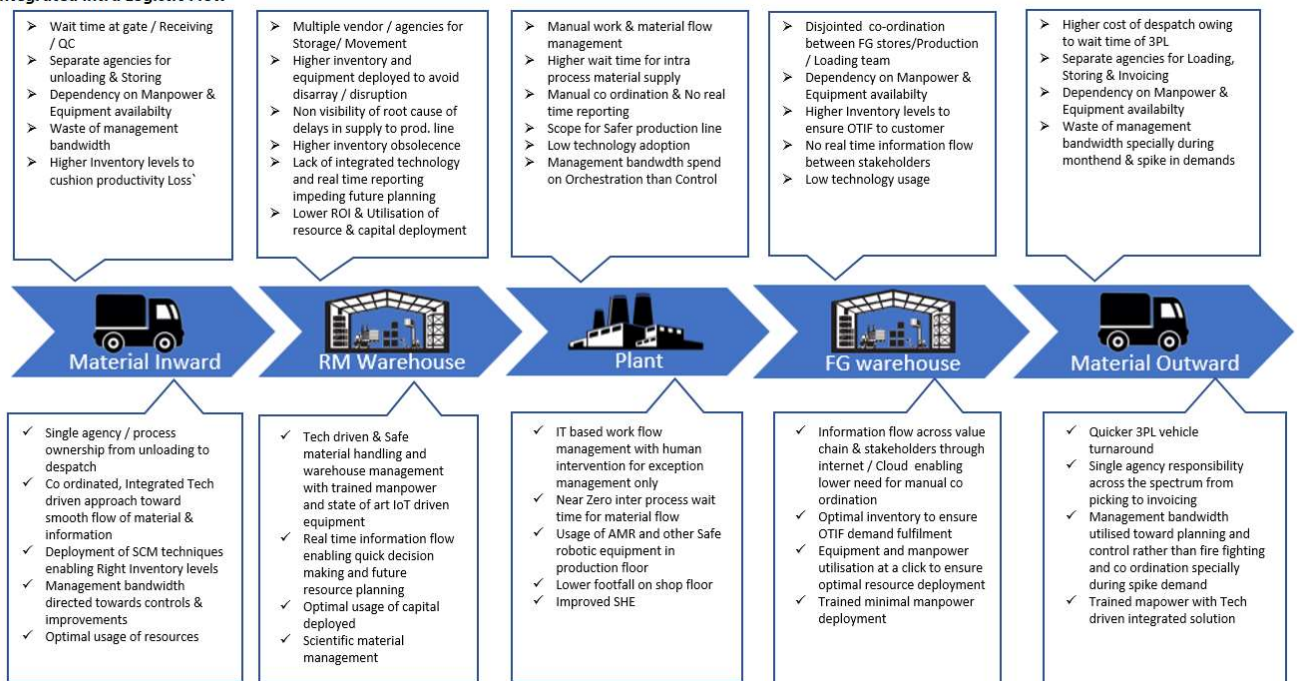 Integrated Intra Logistic Flow
➢ Wait time at gate / Receiving
/ QC
➢ Separate agencies for
unloading & Storing
➢ Dependency on Manpower &
Equipment availabilty
➢ Waste of management
bandwidth
➢ Higher Inventory levels to
cushion productivity Loss`
➢ Multiple vendor / agencies for
Storage/ Movement
➢ Higher inventory and
equipment deployed to avoid
disarray / disruption
➢ Non visibility of root cause of
delays in supply to prod. line
➢ Higher inventory obsolecence
➢ Lack of integrated technology
and real time reporting
impeding future planning
➢ Lower ROI & Utilisation of
resource & capital deployment
➢ Manual work & material flow
management
➢ Higher wait time for intra
process material supply
➢ Manual co ordination & No real
time reporting
➢ Scope for Safer production line
➢ Low technology adoption
➢ Management bandwdth spend
on Orchestration than Control
➢ Disjointed co-ordination
between FG stores/Production
/ Loading team
➢ Dependency on Manpower &
Equipment availabilty
➢ Higher Inventory levels to
ensure OTIF to customer
➢ No real time information flow
between stakeholders
➢ Low technology usage
➢ Higher cost of despatch owing
to wait time of 3PL
➢ Separate agencies for Loading,
Storing & Invoicing
➢ Dependency on Manpower &
Equipment availabilty
➢ Waste of management
bandwidth specially during
monthend & spike in demands
Material Inward
RM Warehouse
Plant
FG warehouse
Material Outward
✓ Single agency / process
ownership from unloading to
despatch
✓ Co ordinated, Integrated Tech
driven approach toward
smooth flow of material &
information
✓ Deployment of SCM techniques
enabling Right Inventory levels
✓ Management bandwidth
directed towards controls &
improvements
✓ Optimal usage of resources
✓ Tech driven & Safe
material handling and
warehouse management
with trained manpower
and state of art IoT driven
equipment
✓ Real time information flow
enabling quick decision
making and future
resource planning
✓ Optimal usage of capital
deployed
✓ Scientific material
management
✓ IT based work flow
management with human
intervention for exception
management only
✓ Near Zero inter process wait
time for material flow
✓ Usage of AMR and other Safe
robotic equipment in
production floor
✓ Lower footfall on shop floor
✓ Improved SHE
✓ Information flow across value
chain & stakeholders through
internet / Cloud enabling
lower need for manual co
ordination
✓ Optimal inventory to ensure
OTIF demand fulfilment
✓ Equipment and manpower
utilisation at a click to ensure
optimal resource deployment
✓ Trained minimal manpower
deployment
✓ Quicker 3PL vehicle
turnaround
✓ Single agency responsibility
across the spectrum from
picking to invoicing
✓ Management bandwidth
utilised toward planning and
control rather than fire fighting
and co ordination specially
during spike demand
✓ Trained mapower with Tech
driven integrated solution